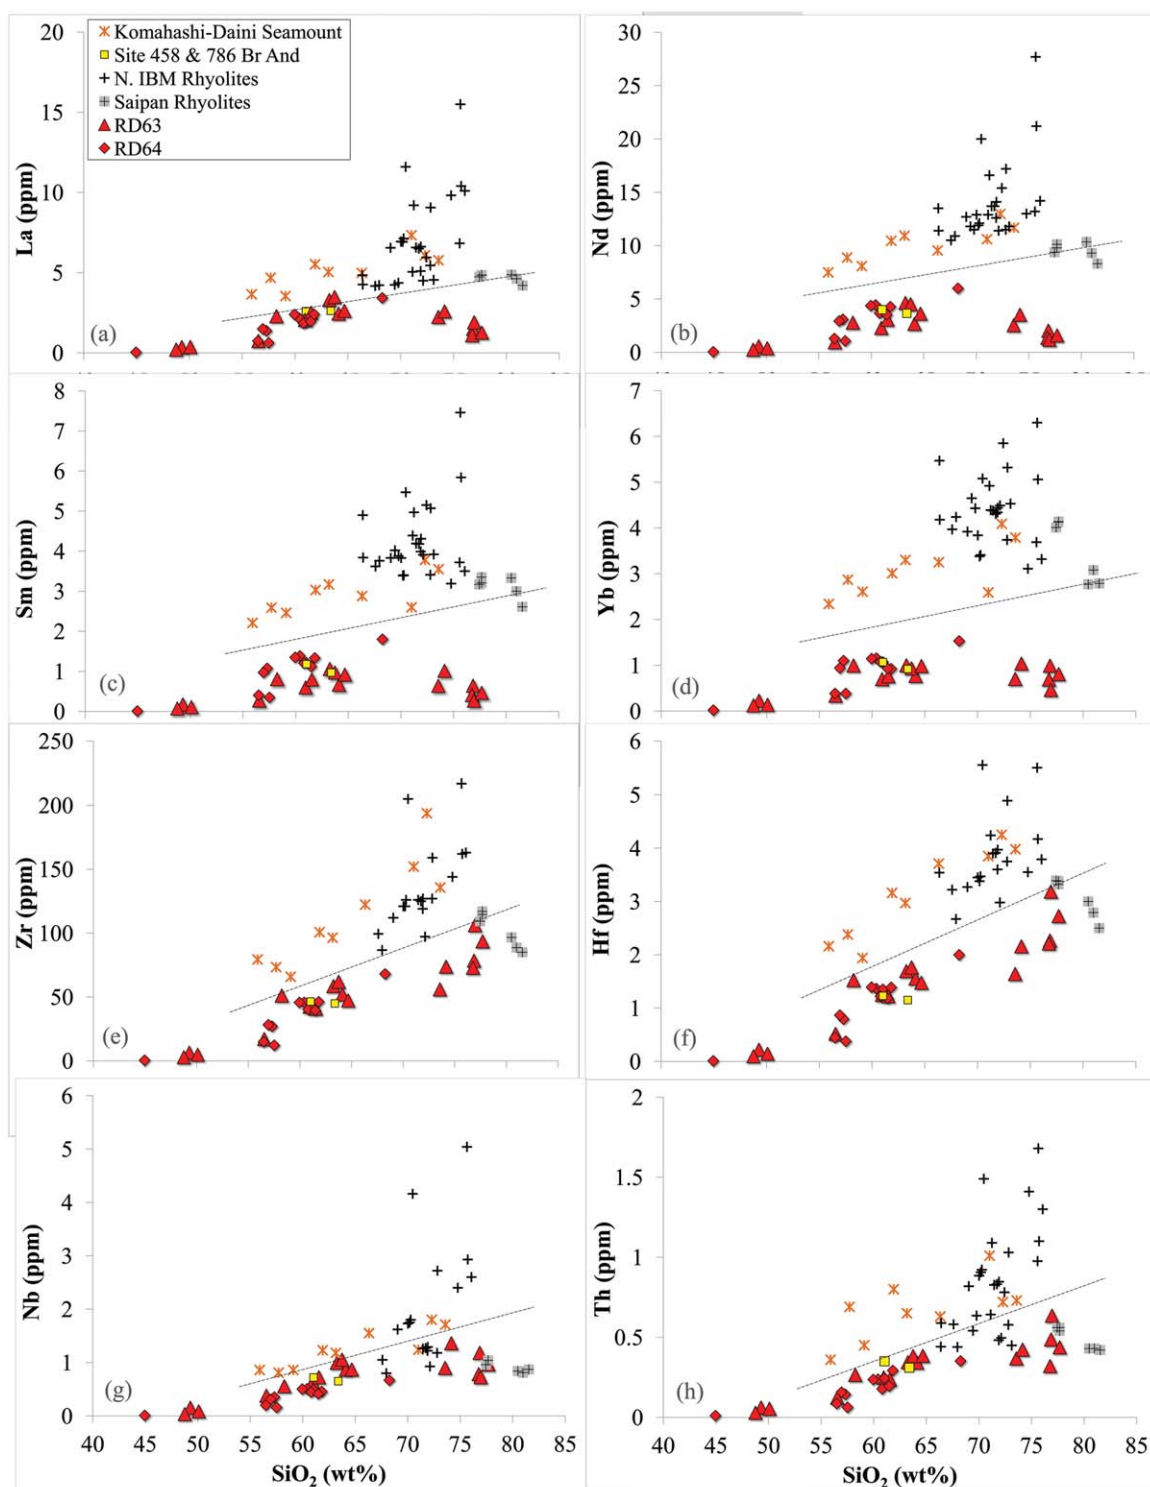 20
15
10
5
0
La (ppm)
Komahashi-Daini Seamount
Site 458 & 786 Br And
N. IBM Rhyolites
Saipan Rhyolites
RD63
RD64
(a)
30
25
20
15
10
5
0
Nd (ppm)
(b)
8
7
6
5
4
3
2
1
0
Sm (ppm)
(c)
7
6
5
4
3
2
1
0
Yb (ppm)
(d)
250
200
150
100
50
0
Zr (ppm)
(e)
6
5
4
3
2
1
0
Hf (ppm)
(f)
6
5
4
3
2
1
0
Nb (ppm)
(g)
40 45 50 55 60 65 70 75 80 85
SiO₂ (wt%)
2
1.5
1
0.5
0
Th (ppm)
(h)
40 45 50 55 60 65 70 75 80 85
SiO₂ (wt%)